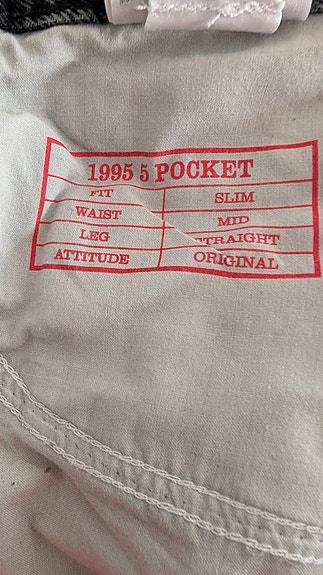 1995 5 POCKET
FIT SLIM
WAIST MID
LEG STRAIGHT
ATTITUDE ORIGINAL